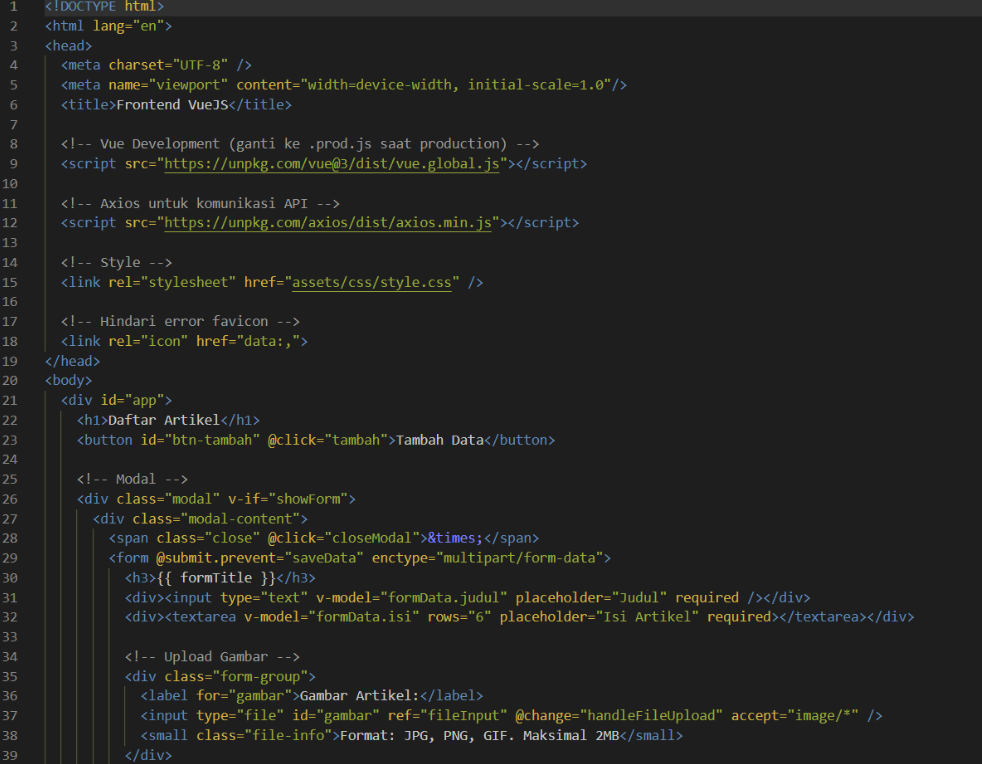 1 <!DOCTYPE html>
2 <html lang="en">
3 <head>
4 <meta charset="UTF-8" />
5 <meta name="viewport" content="width=device-width, initial-scale=1.0"/>
6 <title>Frontend VueJS</title>
7
8 <!-- Vue Development (ganti ke .prod.js saat production) -->
9 <script src="https://unpkg.com/vue@3/dist/vue.global.js"></script>
10
11 <!-- Axios untuk komunikasi API -->
12 <script src="https://unpkg.com/axios/dist/axios.min.js"></script>
13
14 <!-- Style -->
15 <link rel="stylesheet" href="assets/css/style.css" />
16
17 <!-- Hindari error favicon -->
18 <link rel="icon" href="data:,">
19 </head>
20 <body>
21 <div id="app">
22 <h1>Daftar Artikel</h1>
23 <button id="btn-tambah" @click="tambah">Tambah Data</button>
24
25 <!-- Modal -->
26 <div class="modal" v-if="showForm">
27 <div class="modal-content">
28 <span class="close" @click="closeModal">&times;</span>
29 <form @submit.prevent="saveData" enctype="multipart/form-data">
30 <h3>{{ formTitle }}</h3>
31 <div><input type="text" v-model="formData.judul" placeholder="Judul" required /></div>
32 <div><textarea v-model="formData.isi" rows="6" placeholder="Isi Artikel" required></textarea></div>
33
34 <!-- Upload Gambar -->
35 <div class="form-group">
36 <label for="gambar">Gambar Artikel:</label>
37 <input type="file" id="gambar" ref="fileInput" @change="handleFileUpload" accept="image/*" />
38 <small class="file-info">Format: JPG, PNG, GIF. Maksimal 2MB</small>
39 </div>